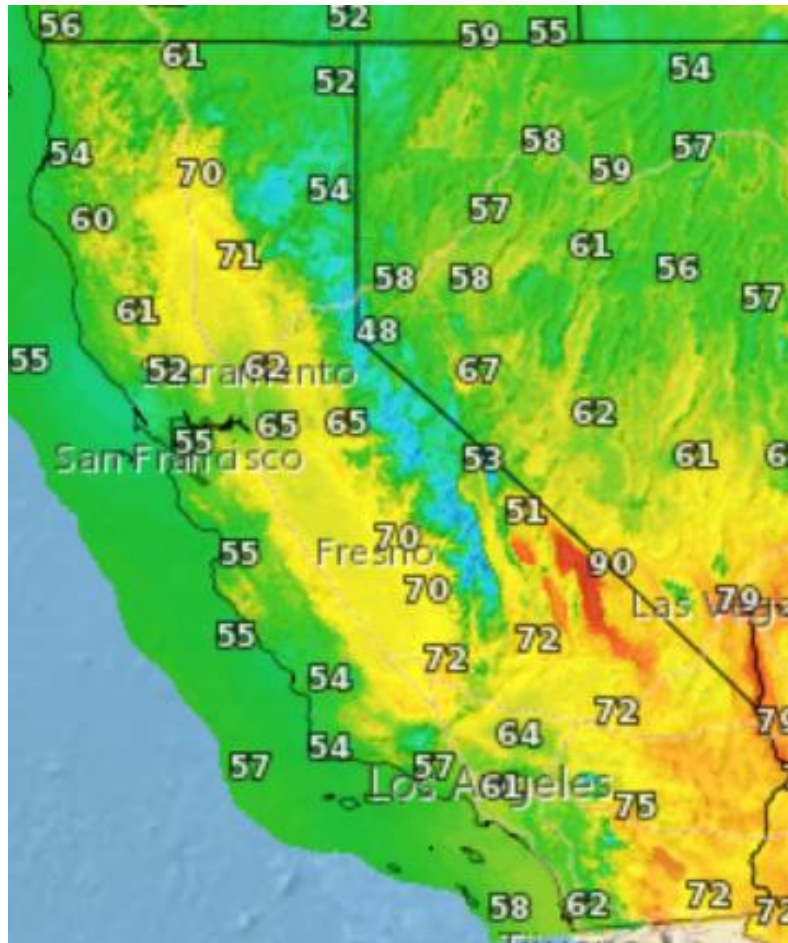 56 52 59 55
61 52 54
58 57
54 70 54 59
60 57
71 61 56
58 58 57
61
48
55 52 Sacramento 62 67
65 65 62
55
San Francisco 53 61
51
55 Fresno 70 90
70 Las Vega 79
55 72 72
54
64 72 79
57 54 57
Los Angeles 61 75
58 62 72 72